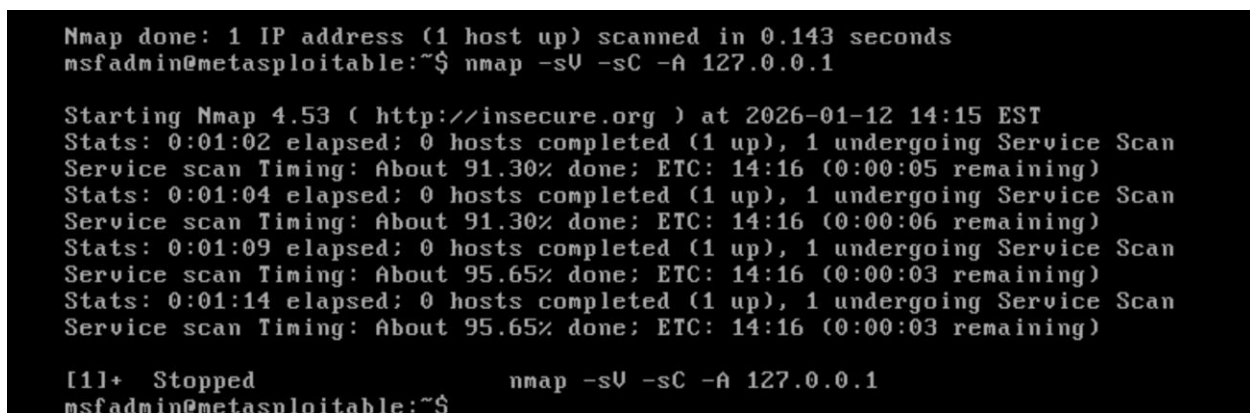 Nmap done: 1 IP address (1 host up) scanned in 0.143 seconds
msfadmin@metasploitable:~$ nmap -sV -sC -A 127.0.0.1
Starting Nmap 4.53 ( http://insecure.org ) at 2026-01-12 14:15 EST
Stats: 0:01:02 elapsed; 0 hosts completed (1 up), 1 undergoing Service Scan
Service scan Timing: About 91.30% done; ETC: 14:16 (0:00:05 remaining)
Stats: 0:01:04 elapsed; 0 hosts completed (1 up), 1 undergoing Service Scan
Service scan Timing: About 91.30% done; ETC: 14:16 (0:00:06 remaining)
Stats: 0:01:09 elapsed; 0 hosts completed (1 up), 1 undergoing Service Scan
Service scan Timing: About 95.65% done; ETC: 14:16 (0:00:03 remaining)
Stats: 0:01:14 elapsed; 0 hosts completed (1 up), 1 undergoing Service Scan
Service scan Timing: About 95.65% done; ETC: 14:16 (0:00:03 remaining)
[1]+  Stopped                 nmap -sV -sC -A 127.0.0.1
msfadmin@metasploitable:~$